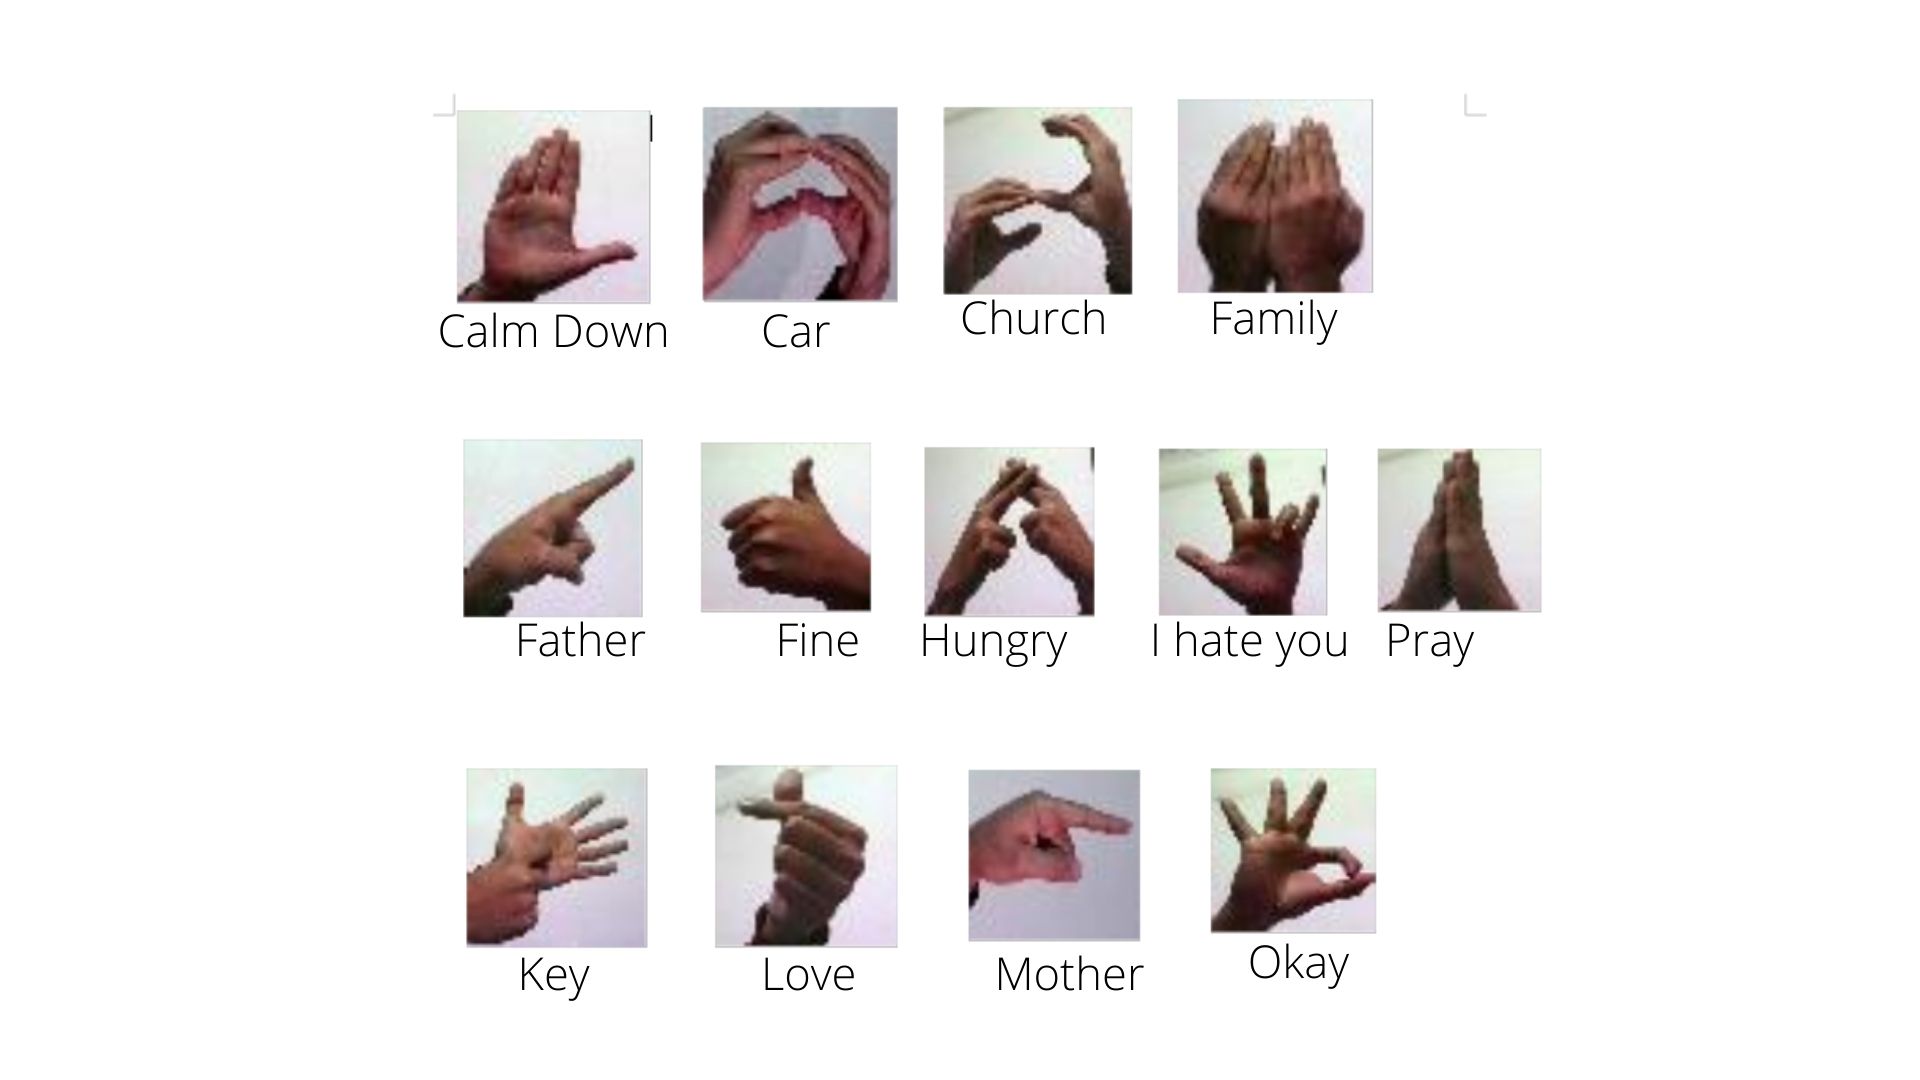 Calm Down
Car
Church
Family
Father
Fine
Hungry
I hate you
Pray
Key
Love
Mother
Okay